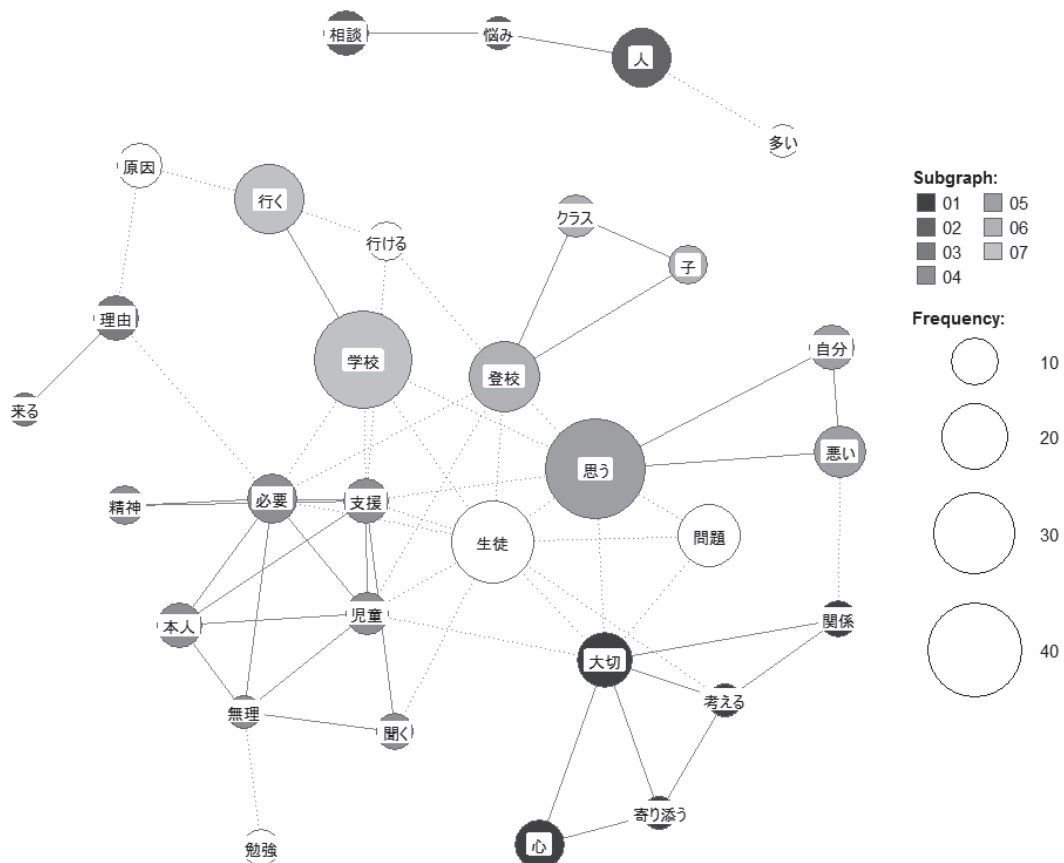 相談
悩み
人
多い
原因
行く
行ける
クラス
子
理由
来る
学校
登校
自分
思う
悪い
精神
必要
支援
生徒
問題
本人
児童
関係
大切
考える
無理
聞く
寄り添う
心
勉強
Subgraph:
01 05
02 06
03 07
04
Frequency:
10
20
30
40